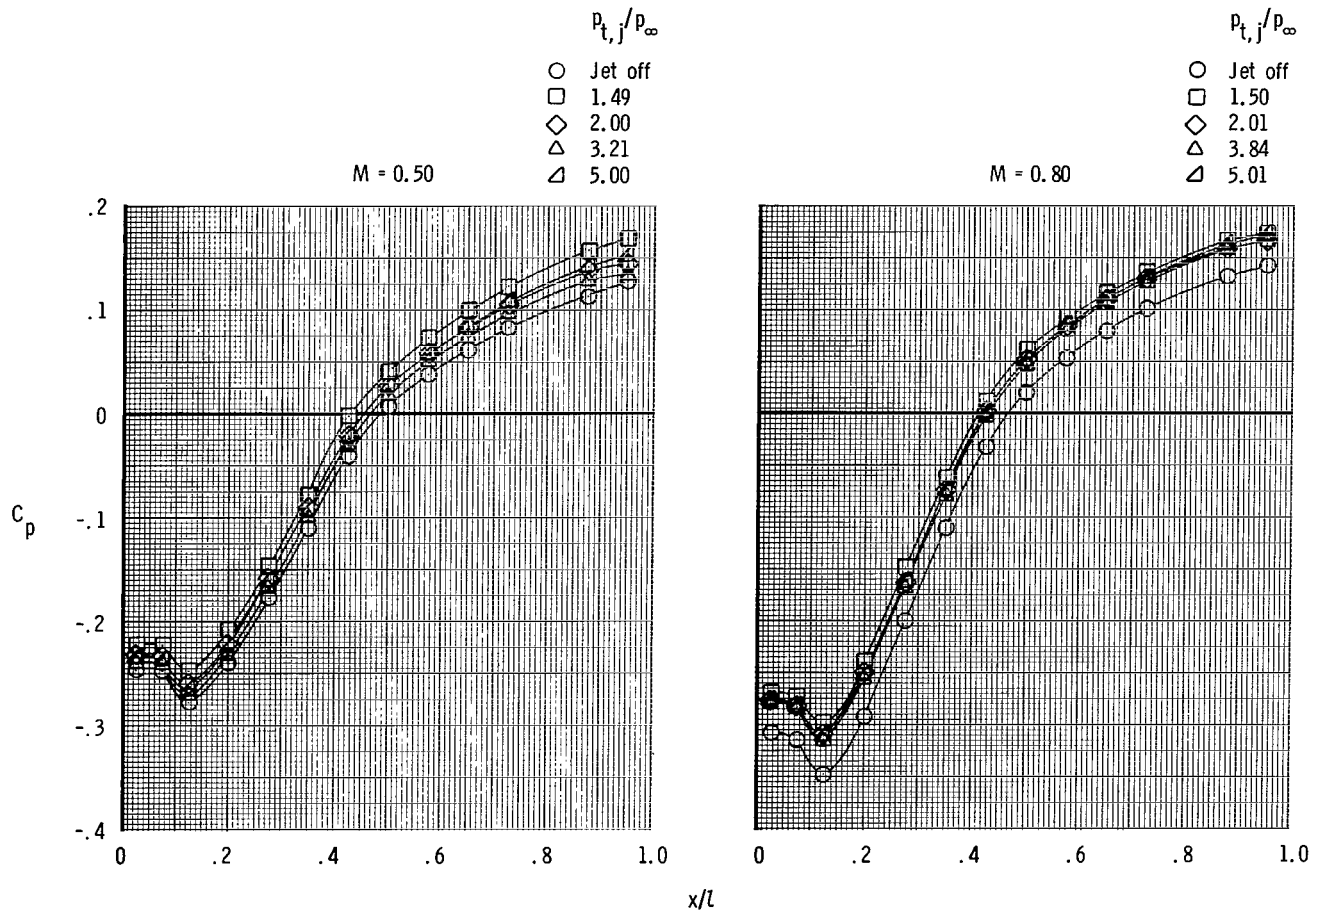 p_t,j/p_∞
Jet off
1.49
2.00
3.21
5.00
M = 0.50
p_t,j/p_∞
Jet off
1.50
2.01
3.84
5.01
M = 0.80
.2
.1
0
-.1
-.2
-.3
-.4
C_p
0 .2 .4 .6 .8 1.0
0 .2 .4 .6 .8 1.0
x/l